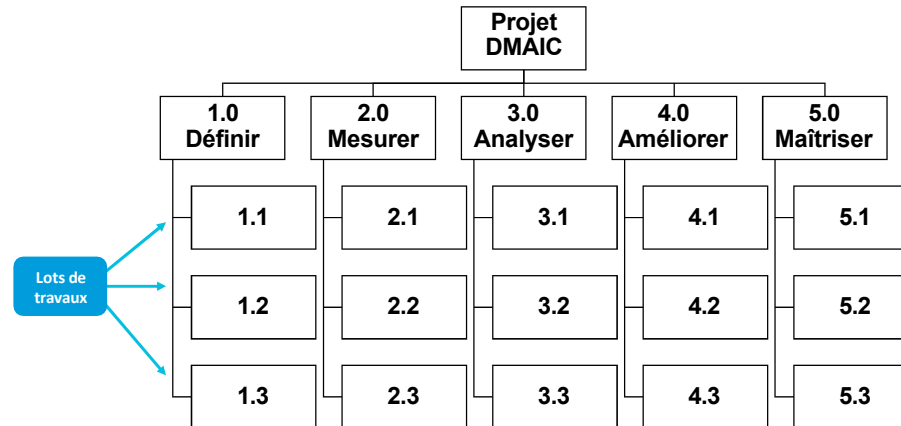 Projet
DMAIC
1.0
Définir
2.0
Mesurer
3.0
Analyser
4.0
Améliorer
5.0
Maîtriser
1.1
2.1
3.1
4.1
5.1
Lots de
travaux
1.2
2.2
3.2
4.2
5.2
1.3
2.3
3.3
4.3
5.3